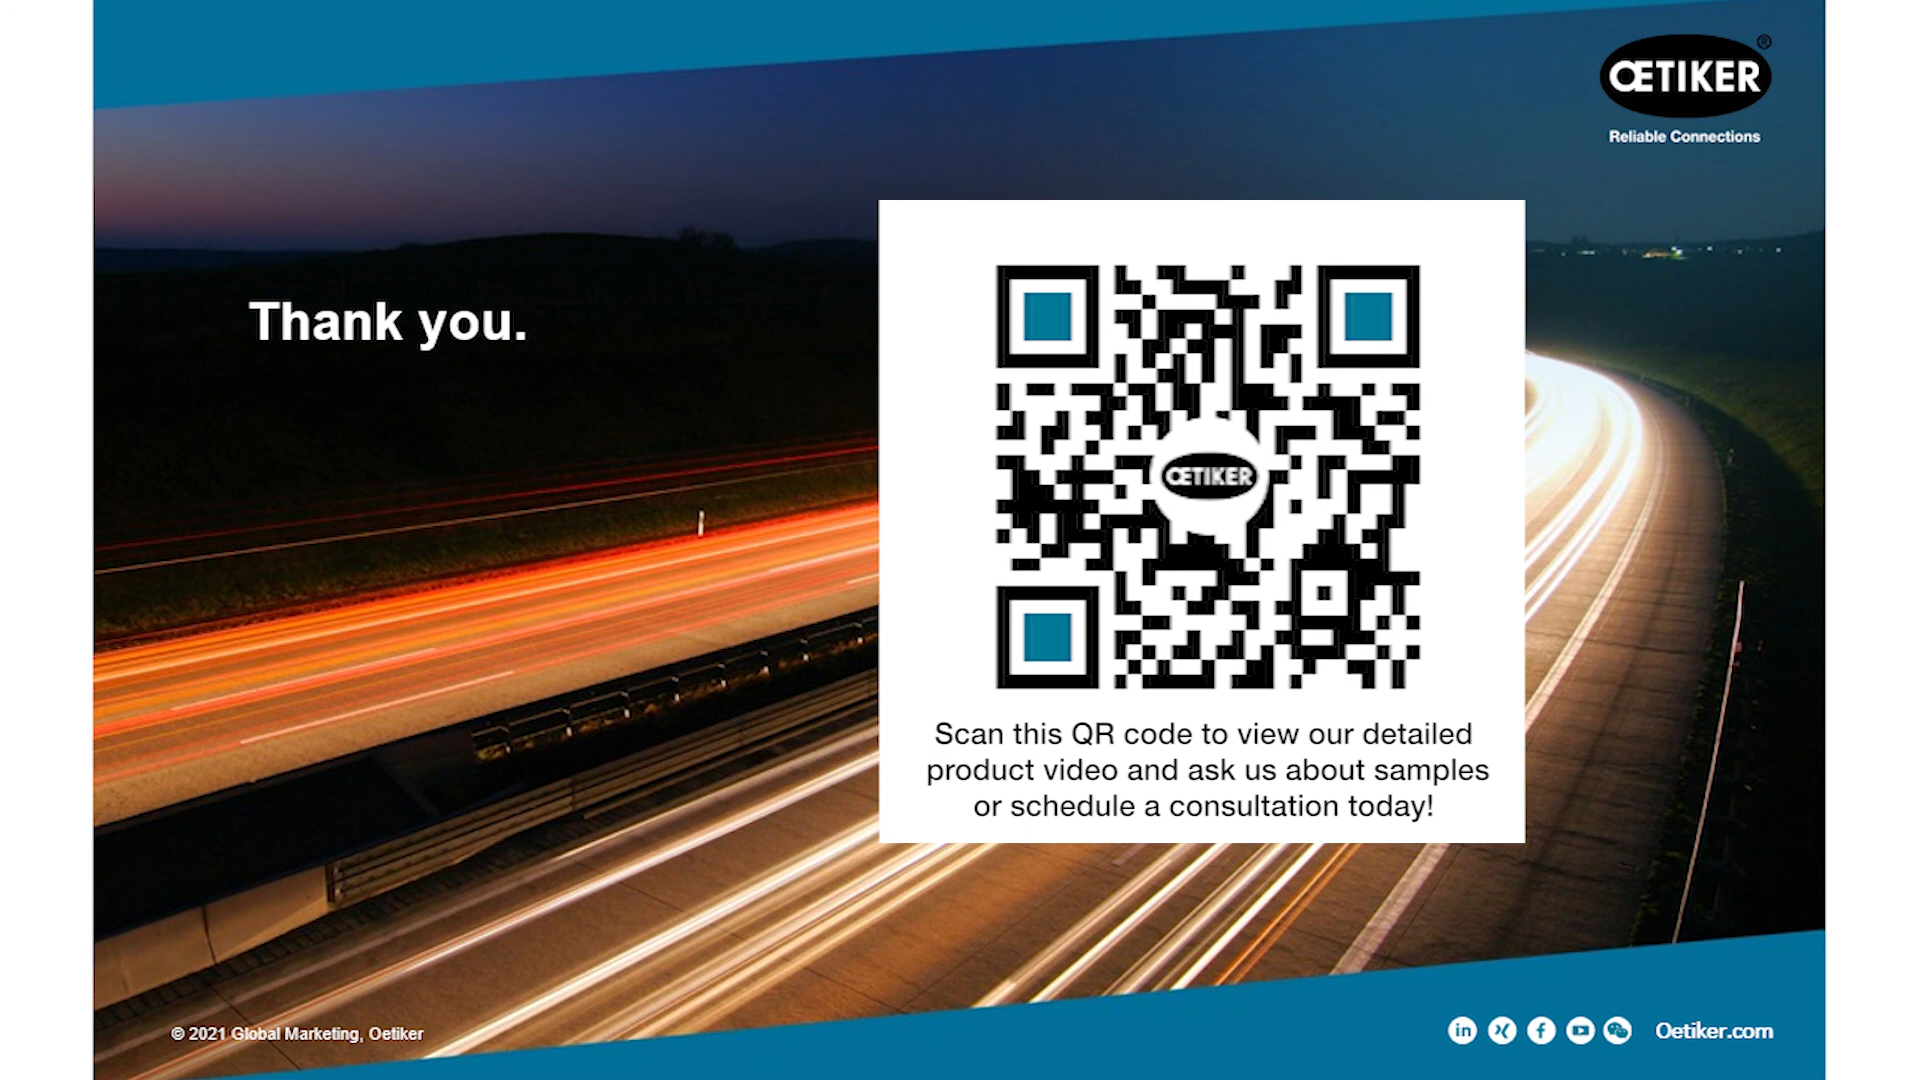 ŒTIKER®
Reliable Connections
Thank you.
ŒTIKER
Scan this QR code to view our detailed
product video and ask us about samples
or schedule a consultation today!
© 2021 Global Marketing, Oetiker
in
f
Oetiker.com